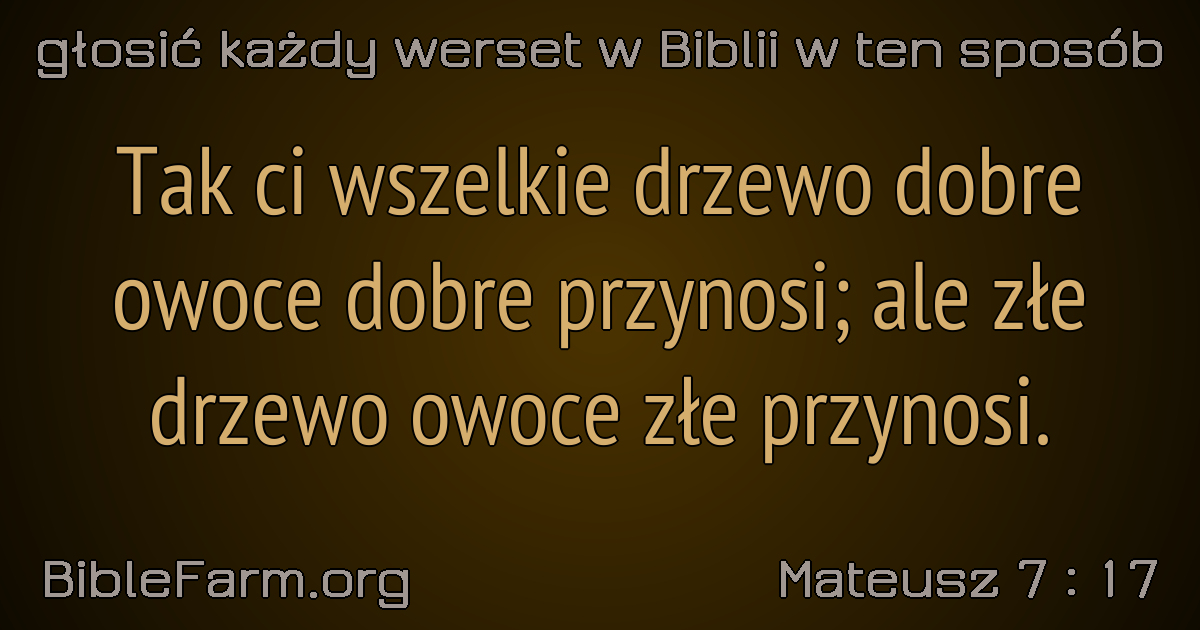 głosić każdy werset w Biblii w ten sposób
Tak ci wszelkie drzewo dobre
owoce dobre przynosi; ale złe
drzewo owoce złe przynosi.
BibleFarm.org
Mateusz 7 : 17